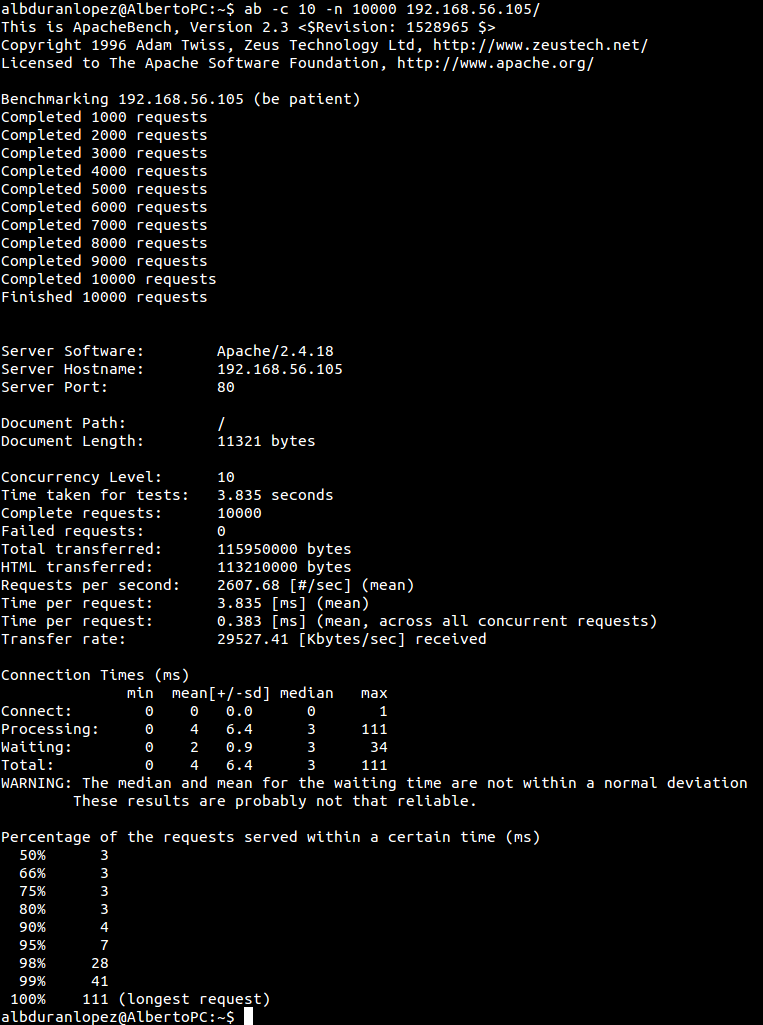 albduranlopez@AlbertoPC:~$ ab -c 10 -n 10000 192.168.56.105/
This is ApacheBench, Version 2.3 <$Revision: 1528965 $>
Copyright 1996 Adam Twiss, Zeus Technology Ltd, http://www.zeustech.net/
Licensed to The Apache Software Foundation, http://www.apache.org/

Benchmarking 192.168.56.105 (be patient)
Completed 1000 requests
Completed 2000 requests
Completed 3000 requests
Completed 4000 requests
Completed 5000 requests
Completed 6000 requests
Completed 7000 requests
Completed 8000 requests
Completed 9000 requests
Completed 10000 requests
Finished 10000 requests


Server Software:        Apache/2.4.18
Server Hostname:        192.168.56.105
Server Port:            80

Document Path:          /
Document Length:        11321 bytes

Concurrency Level:      10
Time taken for tests:   3.835 seconds
Complete requests:      10000
Failed requests:        0
Total transferred:      115950000 bytes
HTML transferred:       113210000 bytes
Requests per second:    2607.68 [#/sec] (mean)
Time per request:       3.835 [ms] (mean)
Time per request:       0.383 [ms] (mean, across all concurrent requests)
Transfer rate:          29527.41 [Kbytes/sec] received

Connection Times (ms)
              min  mean[+/-sd] median   max
Connect:        0    0   0.0      0       1
Processing:     0    4   6.4      3     111
Waiting:        0    2   0.9      3      34
Total:          0    4   6.4      3     111
WARNING: The median and mean for the waiting time are not within a normal deviation
        These results are probably not that reliable.

Percentage of the requests served within a certain time (ms)
  50%      3
  66%      3
  75%      3
  80%      3
  90%      4
  95%      7
  98%     28
  99%     41
 100%    111 (longest request)
albduranlopez@AlbertoPC:~$